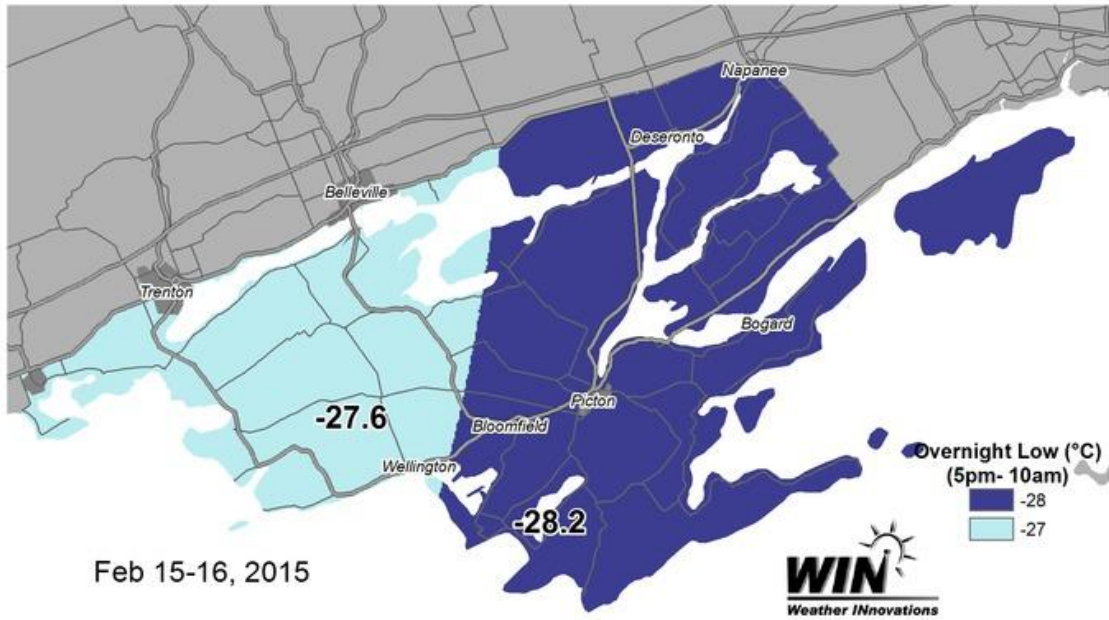 Napanee
Deseronto
Belleville
Trenton
Bogard
Picton
-27.6
Bloomfield
Wellington
Overnight Low (°C)
(5pm- 10am)
-28
-27
-28.2
Feb 15-16, 2015
WIN
Weather INnovations